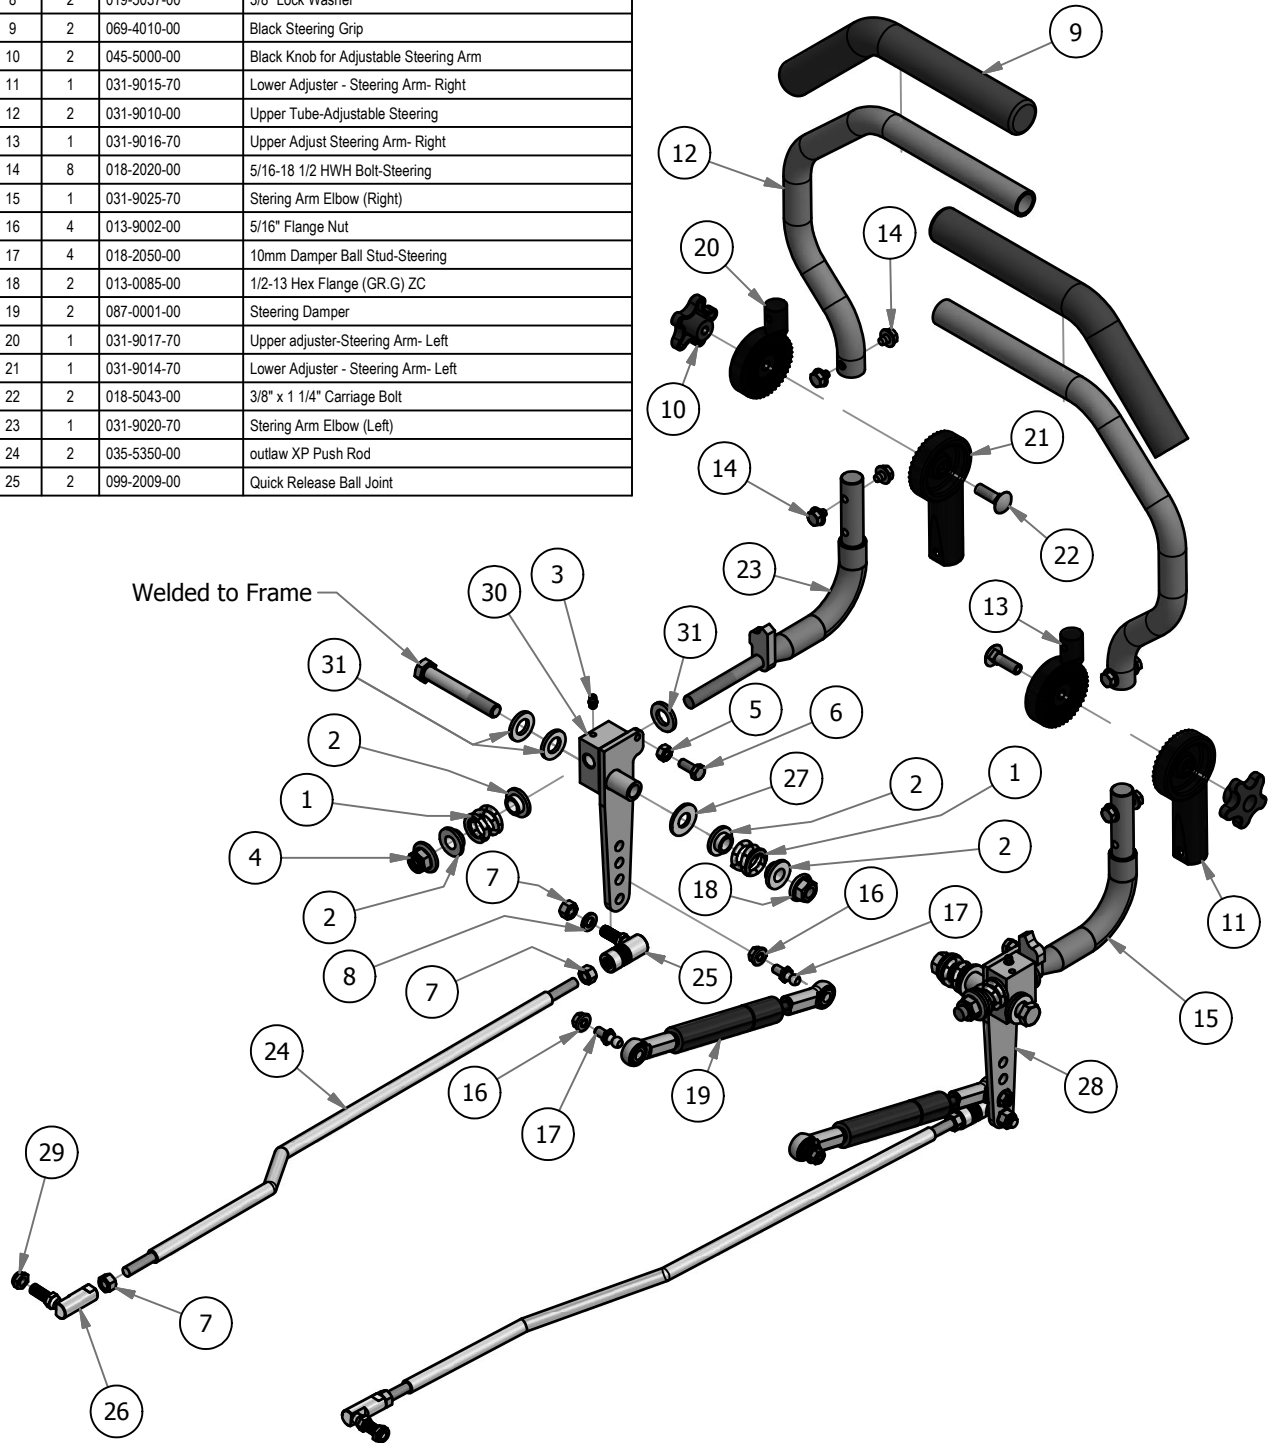 8 2 019-5037-00 3/8" Lock Washer
9 2 069-4010-00 Black Steering Grip
10 2 045-5000-00 Black Knob for Adjustable Steering Arm
11 1 031-9015-70 Lower Adjuster - Steering Arm- Right
12 2 031-9010-00 Upper Tube-Adjustable Steering
13 1 031-9016-70 Upper Adjust Steering Arm- Right
14 8 018-2020-00 5/16-18 1/2 HWH Bolt-Steering
15 1 031-9025-70 Stering Arm Elbow (Right)
16 4 013-9002-00 5/16" Flange Nut
17 4 018-2050-00 10mm Damper Ball Stud-Steering
18 2 013-0085-00 1/2-13 Hex Flange (GR.G) ZC
19 2 087-0001-00 Steering Damper
20 1 031-9017-70 Upper adjuster-Steering Arm- Left
21 1 031-9014-70 Lower Adjuster - Steering Arm- Left
22 2 018-5043-00 3/8" x 1 1/4" Carriage Bolt
23 1 031-9020-70 Stering Arm Elbow (Left)
24 2 035-5350-00 outlaw XP Push Rod
25 2 099-2009-00 Quick Release Ball Joint
9
12
14
20
10
21
14
22
23
3
30
Welded to Frame
13
31
31
5
6
2
27
2
1
1
4
2
7
18
2
16
17
11
8
7
25
15
24
16
19
28
17
29
7
26